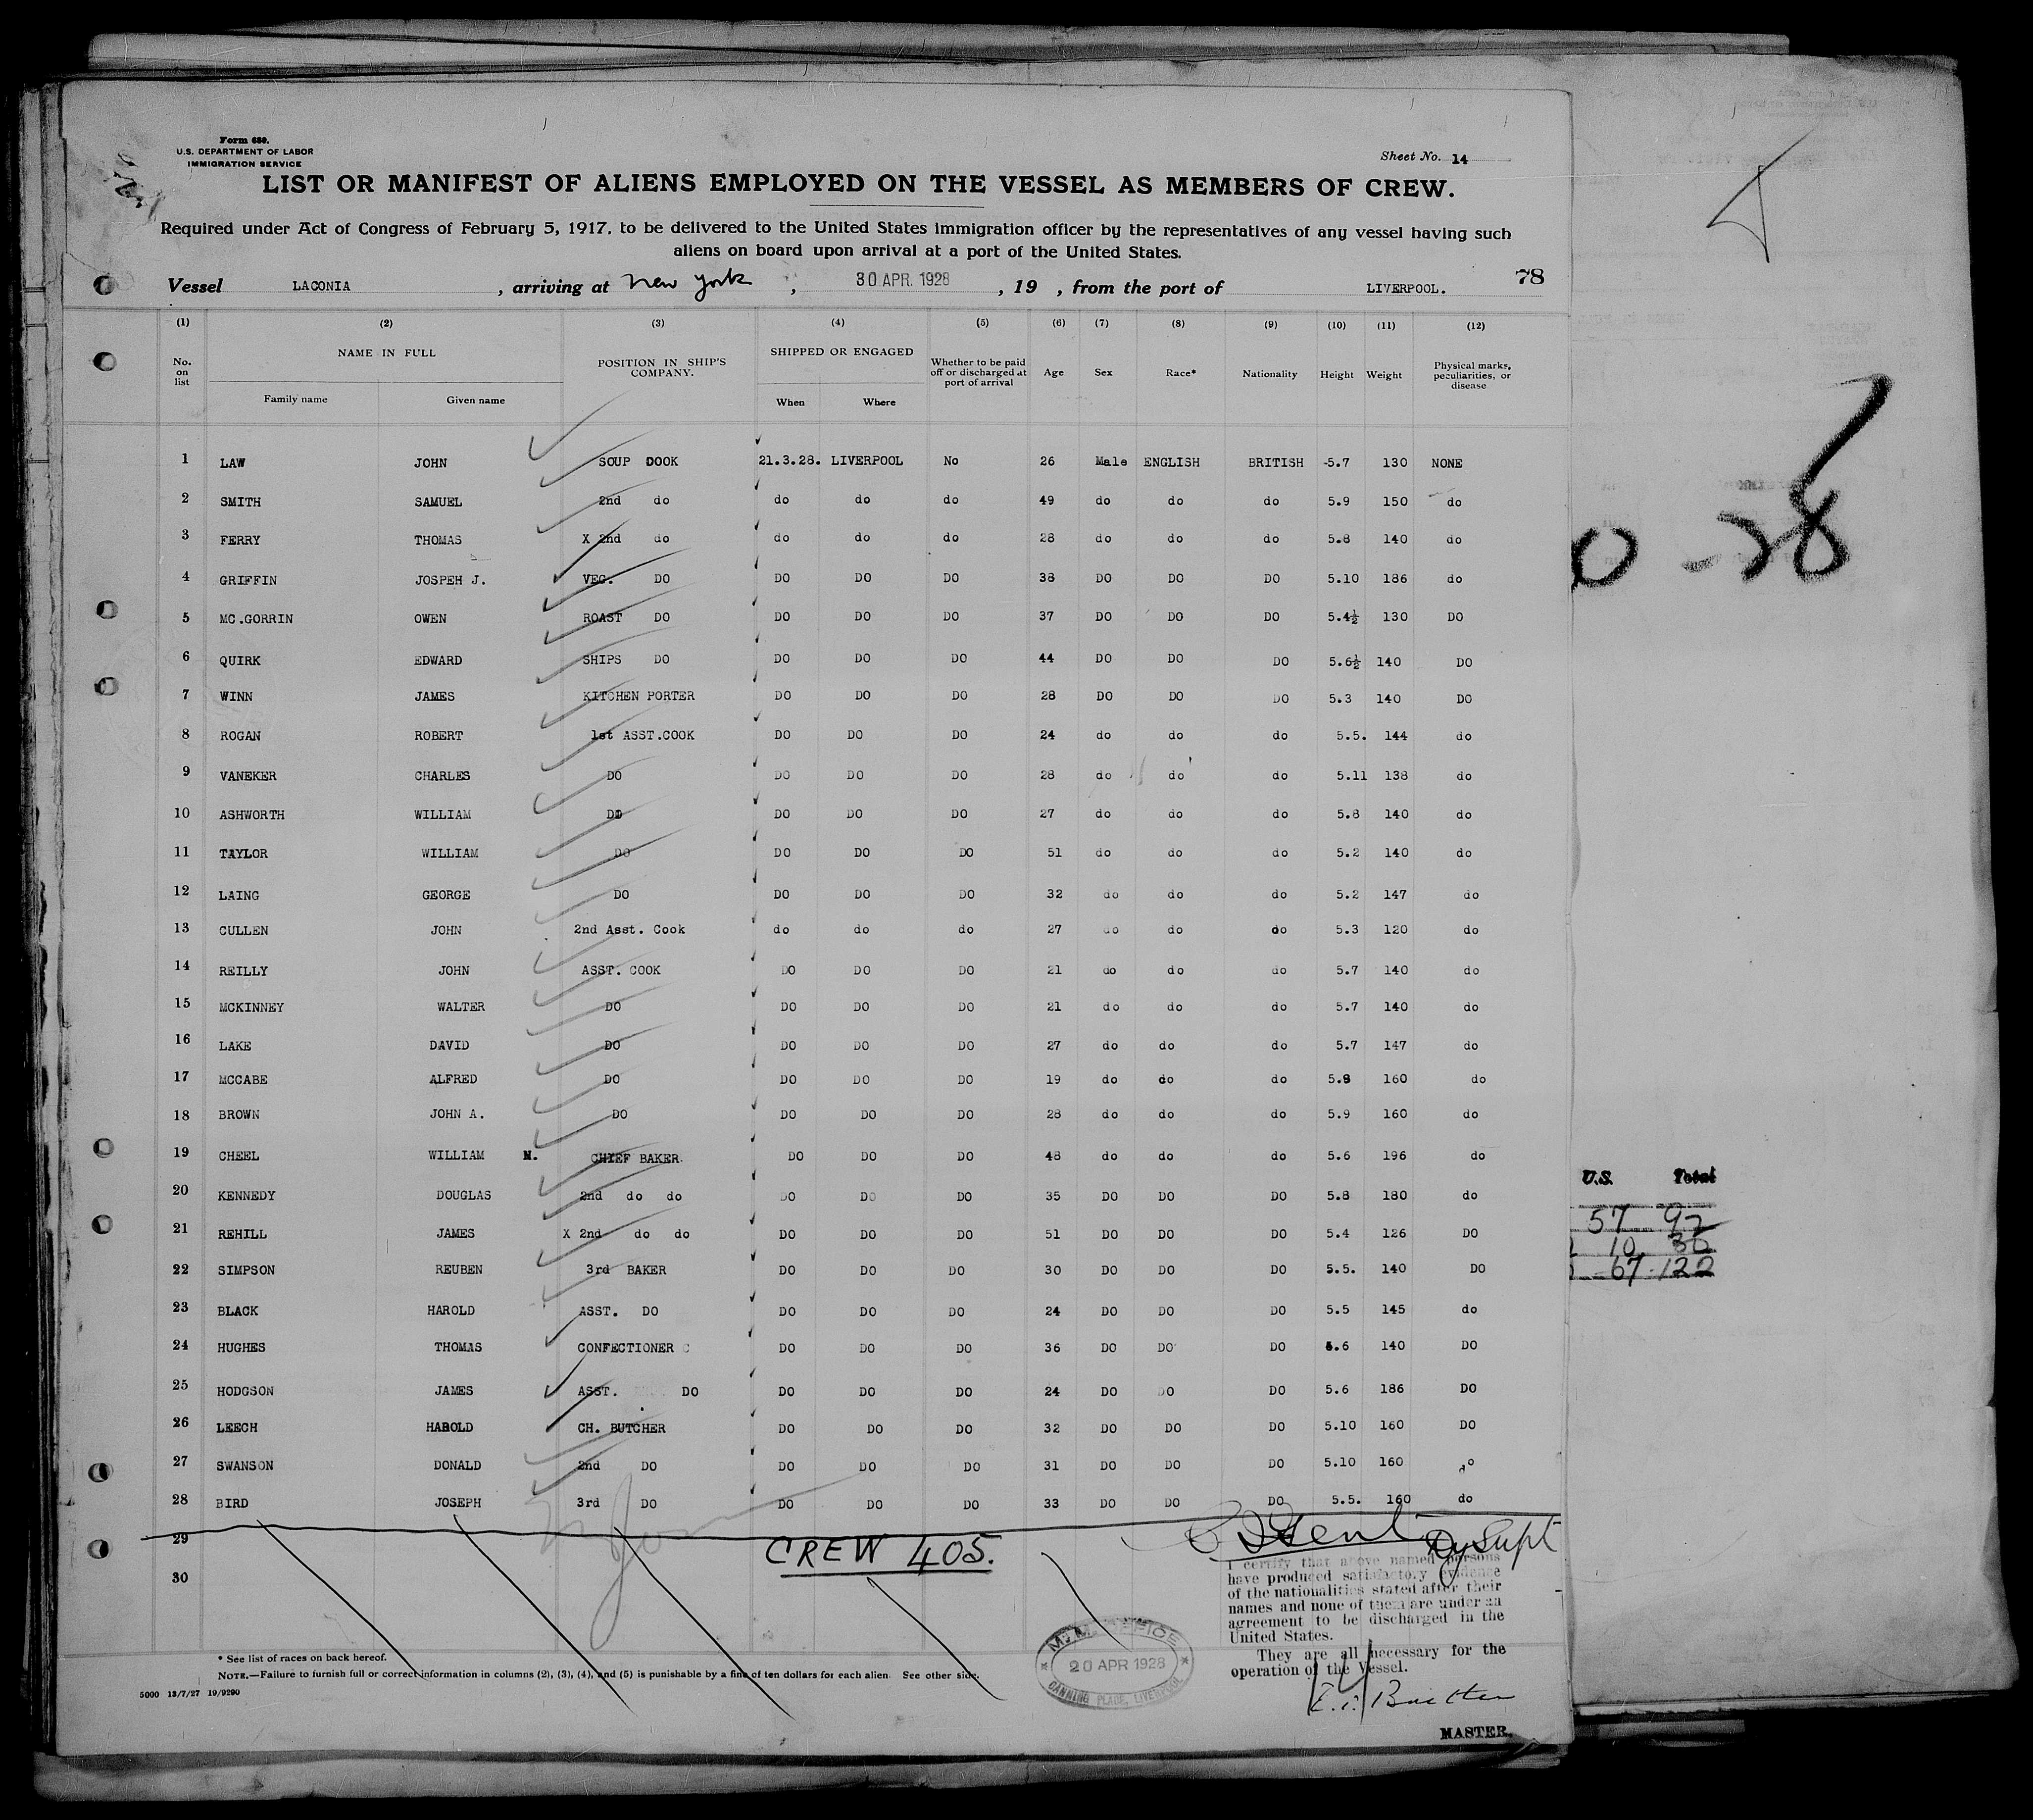 Form 680.
U.S. DEPARTMENT OF LABOR
IMMIGRATION SERVICE
Sheet No. 14
LIST OR MANIFEST OF ALIENS EMPLOYED ON THE VESSEL AS MEMBERS OF CREW.
Required under Act of Congress of February 5, 1917, to be delivered to the United States immigration officer by the representatives of any vessel having such
aliens on board upon arrival at a port of the United States.
78
Vessel LACONIA , arriving at New York , 30 APR. 1928 , 19 , from the port of LIVERPOOL.
(1) (2) (3) (4) (5) (6) (7) (8) (9) (10) (11) (12)
No. on list NAME IN FULL Family name Given name POSITION IN SHIP'S COMPANY. SHIPPED OR ENGAGED When Where Whether to be paid off or discharged at port of arrival Age Sex Race* Nationality Height Weight Physical marks, peculiarities, or disease
1 LAW JOHN SOUP DOOK 21.3.28. LIVERPOOL No 26 Male ENGLISH BRITISH 5.7 130 NONE
2 SMITH SAMUEL 2nd do do do do 49 do do do 5.9 150 do
3 FERRY THOMAS X 2nd do do do do 28 do do do 5.8 140 do
4 GRIFFIN JOSPEH J. VEG. DO DO DO DO 38 DO DO DO 5.10 186 do
5 MC.GORRIN OWEN ROAST DO DO DO DO 37 DO DO DO 5.4½ 130 DO
6 QUIRK EDWARD SHIPS DO DO DO DO 44 DO DO DO 5.6½ 140 DO
7 WINN JAMES KITCHEN PORTER DO DO DO 28 DO DO DO 5.3 140 DO
8 ROGAN ROBERT 1st ASST.COOK DO DO DO 24 do do do 5.5. 144 do
9 VANEKER CHARLES DO DO DO DO 28 do do do 5.11 138 do
10 ASHWORTH WILLIAM DO DO DO DO 27 do do do 5.8 140 do
11 TAYLOR WILLIAM DO DO DO DO 51 do do do 5.2 140 do
12 LAING GEORGE DO DO DO DO 32 do do do 5.2 147 do
13 CULLEN JOHN 2nd Asst. Cook do do do 27 do do do 5.3 120 do
14 REILLY JOHN ASST. COOK DO DO DO 21 do do do 5.7 140 do
15 MCKINNEY WALTER DO DO DO DO 21 do do do 5.7 140 do
16 LAKE DAVID DO DO DO DO 27 do do do 5.7 147 do
17 MCCABE ALFRED DO DO DO DO 19 do do do 5.8 160 do
18 BROWN JOHN A. DO DO DO DO 28 do do do 5.9 160 do
19 CHEEL WILLIAM M. CHIEF BAKER DO DO DO 48 do do do 5.6 196 do
20 KENNEDY DOUGLAS 2nd do do DO DO DO 35 DO DO DO 5.8 180 do
21 REHILL JAMES X 2nd do do DO DO DO 51 DO DO DO 5.4 126 DO
22 SIMPSON REUBEN 3rd BAKER DO DO DO 30 DO DO DO 5.5. 140 DO
23 BLACK HAROLD ASST. DO DO DO DO 24 DO DO DO 5.5 145 do
24 HUGHES THOMAS CONFECTIONER DO DO DO 36 DO DO DO 5.6 140 DO
25 HODGSON JAMES ASST. DO DO DO DO 24 DO DO DO 5.6 186 DO
26 LEECH HAROLD CH. BUTCHER DO DO DO 32 DO DO DO 5.10 160 DO
27 SWANSON DONALD 2nd DO DO DO DO 31 DO DO DO 5.10 160 do
28 BIRD JOSEPH 3rd DO DO DO DO 33 DO DO DO 5.5. 160 do
29
30
CREW 405.
Dy Supt
I certify that above named persons
have produced satisfactory evidence
of the nationalities stated after their
names and none of them are under an
agreement to be discharged in the
United States.
They are all necessary for the
operation of the Vessel.
MASTER.
M.M. OFFICE
20 APR 1928
CANNING PLACE, LIVERPOOL
* See list of races on back hereof.
NOTE.—Failure to furnish full or correct information in columns (2), (3), (4), and (5) is punishable by a fine of ten dollars for each alien. See other side.
5000 13/7/27 19/9290
0 - 28
U.S. Total
57 92
10 30
67 122